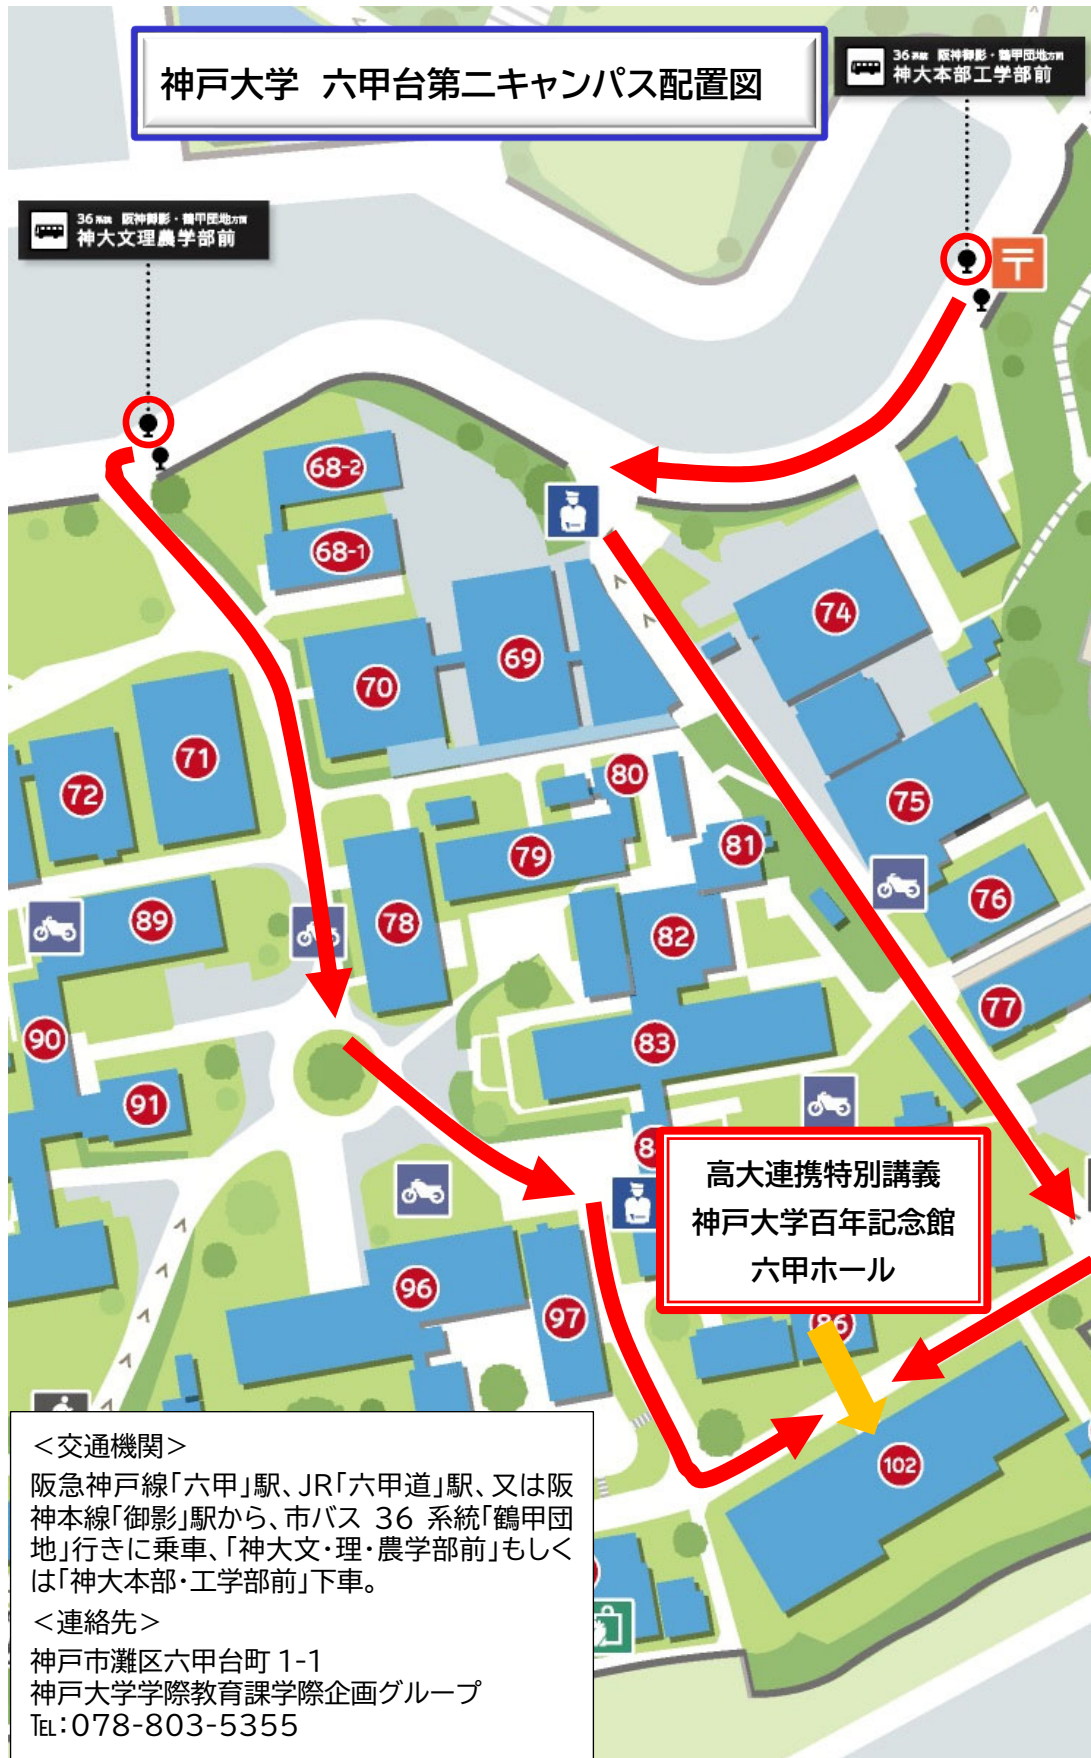 神戸大学 六甲台第二キャンパス配置図
36系統 阪神御影・鶴甲団地方面
神大本部工学部前
36系統 阪神御影・鶴甲団地方面
神大文理農学部前
〒
68-2
68-1
74
69
70
71
72
80
75
79
81
76
89
78
82
77
90
83
91
高大連携特別講義
神戸大学百年記念館
六甲ホール
96
97
86
102
＜交通機関＞
阪急神戸線「六甲」駅、JR「六甲道」駅、又は阪
神本線「御影」駅から、市バス 36 系統「鶴甲団
地」行きに乗車、「神大文・理・農学部前」もしく
は「神大本部・工学部前」下車。
＜連絡先＞
神戸市灘区六甲台町 1-1
神戸大学学際教育課学際企画グループ
℡：078-803-5355